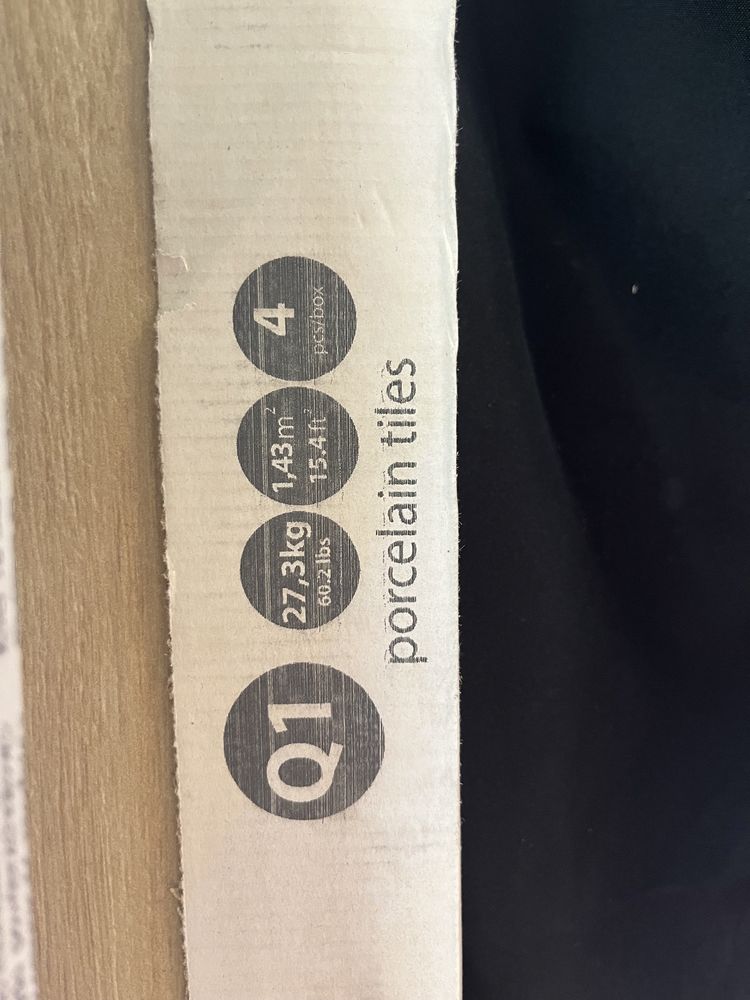 Q1
27,3kg
60.2 lbs
1,43m²
15.4ft²
4
pcs/box
porcelain tiles